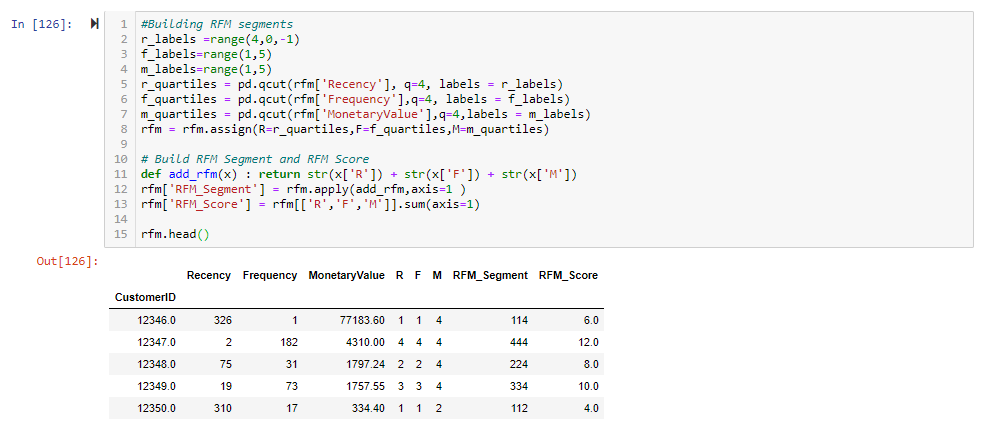 In [126]:
1 #Building RFM segments
2 r_labels =range(4,0,-1)
3 f_labels=range(1,5)
4 m_labels=range(1,5)
5 r_quartiles = pd.qcut(rfm['Recency'], q=4, labels = r_labels)
6 f_quartiles = pd.qcut(rfm['Frequency'],q=4, labels = f_labels)
7 m_quartiles = pd.qcut(rfm['MonetaryValue'],q=4,labels = m_labels)
8 rfm = rfm.assign(R=r_quartiles,F=f_quartiles,M=m_quartiles)
9
10 # Build RFM Segment and RFM Score
11 def add_rfm(x) : return str(x['R']) + str(x['F']) + str(x['M'])
12 rfm['RFM_Segment'] = rfm.apply(add_rfm,axis=1 )
13 rfm['RFM_Score'] = rfm[['R','F','M']].sum(axis=1)
14
15 rfm.head()
Out[126]:
Recency Frequency MonetaryValue R F M RFM_Segment RFM_Score
CustomerID
12346.0 326 1 77183.60 1 1 4 114 6.0
12347.0 2 182 4310.00 4 4 4 444 12.0
12348.0 75 31 1797.24 2 2 4 224 8.0
12349.0 19 73 1757.55 3 3 4 334 10.0
12350.0 310 17 334.40 1 1 2 112 4.0